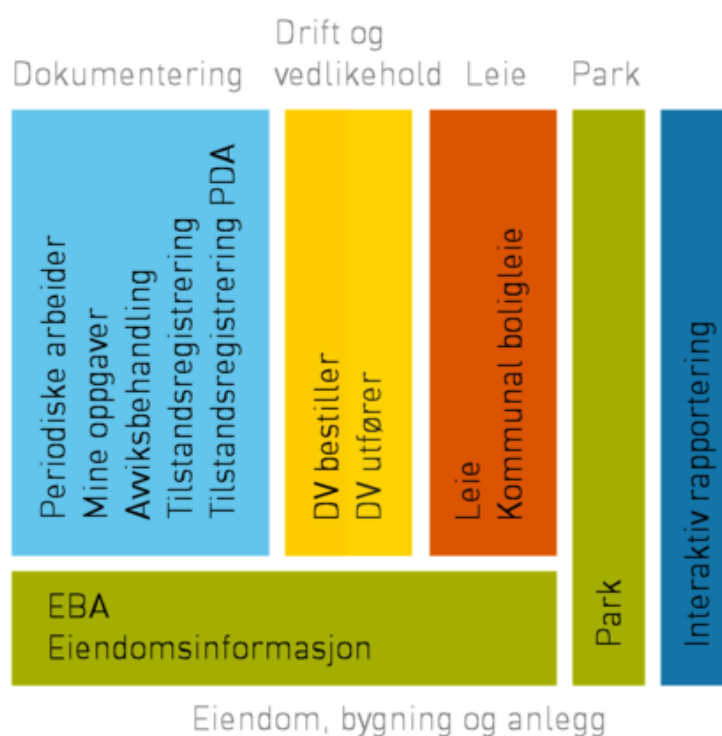 Dokumentering
Drift og
vedlikehold
Leie
Park
Periodiske arbeider
Mine oppgaver
Avviksbehandling
Tilstandsregistrering
Tilstandsregistrering PDA
DV bestiller
DV utfører
Leie
Kommunal boligleie
Park
Interaktiv rapportering
EBA
Eiendomsinformasjon
Eiendom, bygning og anlegg